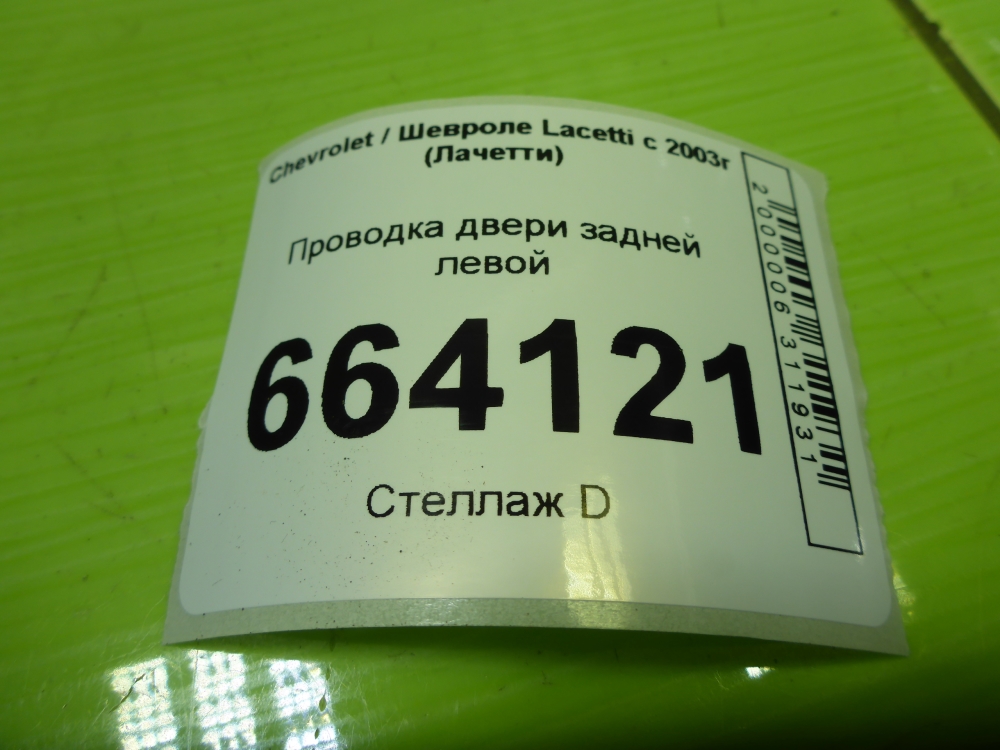 Chevrolet / Шевроле Lacetti с 2003г
(Лачетти)
Проводка двери задней
левой
664121
Стеллаж D
2000006311931